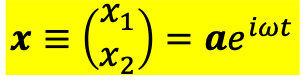 𝒙 ≡ (x₁ x₂) = 𝒂e^{iωt}